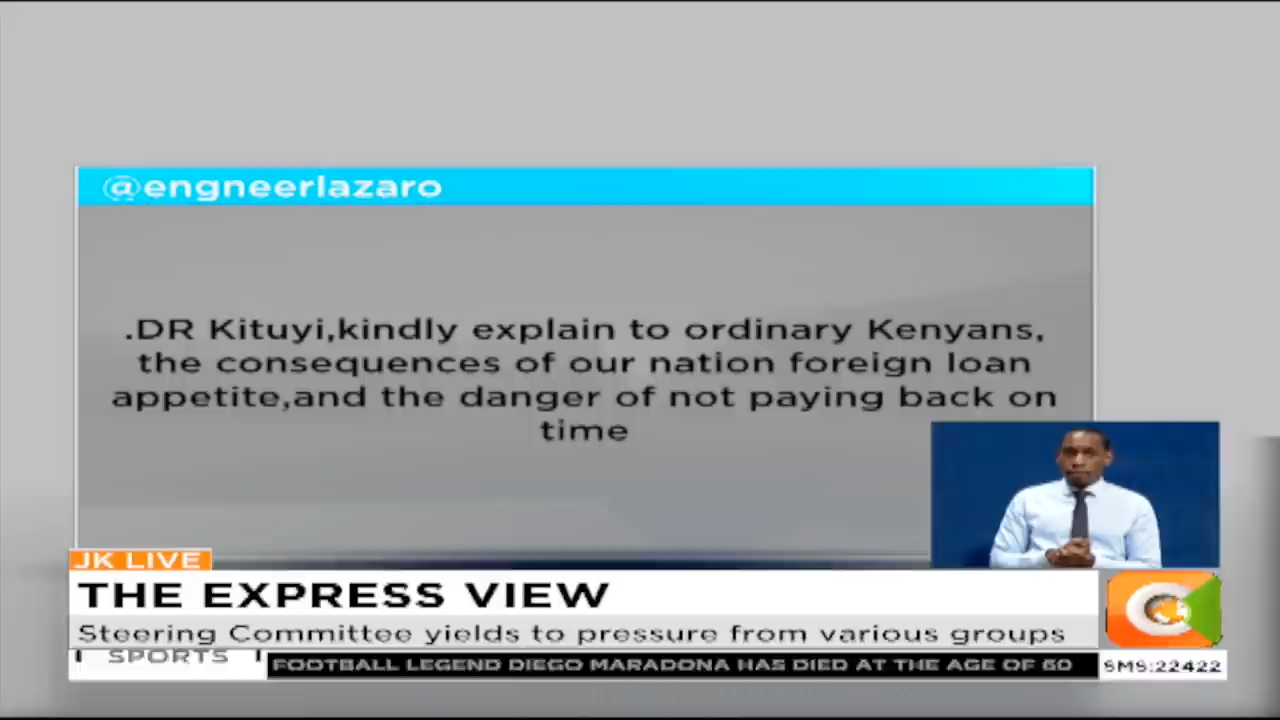 @engneerlazaro
.DR Kituyi,kindly explain to ordinary Kenyans,
the consequences of our nation foreign loan
appetite,and the danger of not paying back on
time
JK LIVE
THE EXPRESS VIEW
Steering Committee yields to pressure from various groups
SPORTS
FOOTBALL LEGEND DIEGO MARADONA HAS DIED AT THE AGE OF 60
SMS:22422